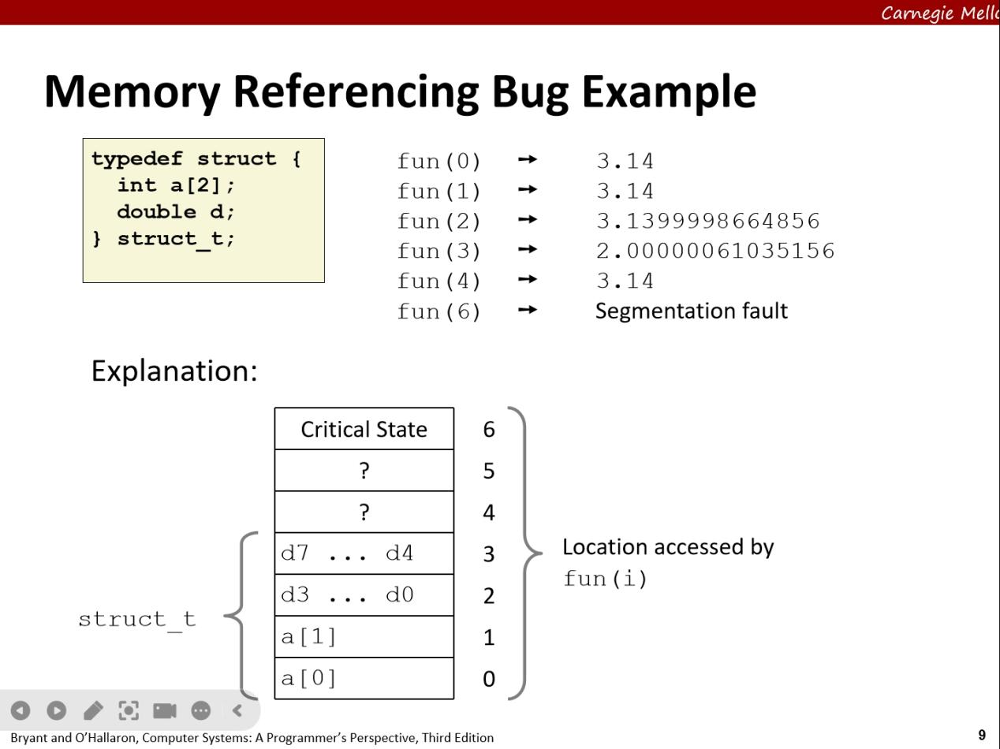 Carnegie Mello
Memory Referencing Bug Example
typedef struct {
int a[2];
double d;
} struct_t;
fun(0) ➙ 3.14
fun(1) ➙ 3.14
fun(2) ➙ 3.1399998664856
fun(3) ➙ 2.00000061035156
fun(4) ➙ 3.14
fun(6) ➙ Segmentation fault
Explanation:
Critical State 6
? 5
? 4
d7 ... d4 3
d3 ... d0 2
a[1] 1
a[0] 0
struct_t
Location accessed by
fun(i)
Bryant and O'Hallaron, Computer Systems: A Programmer's Perspective, Third Edition
9